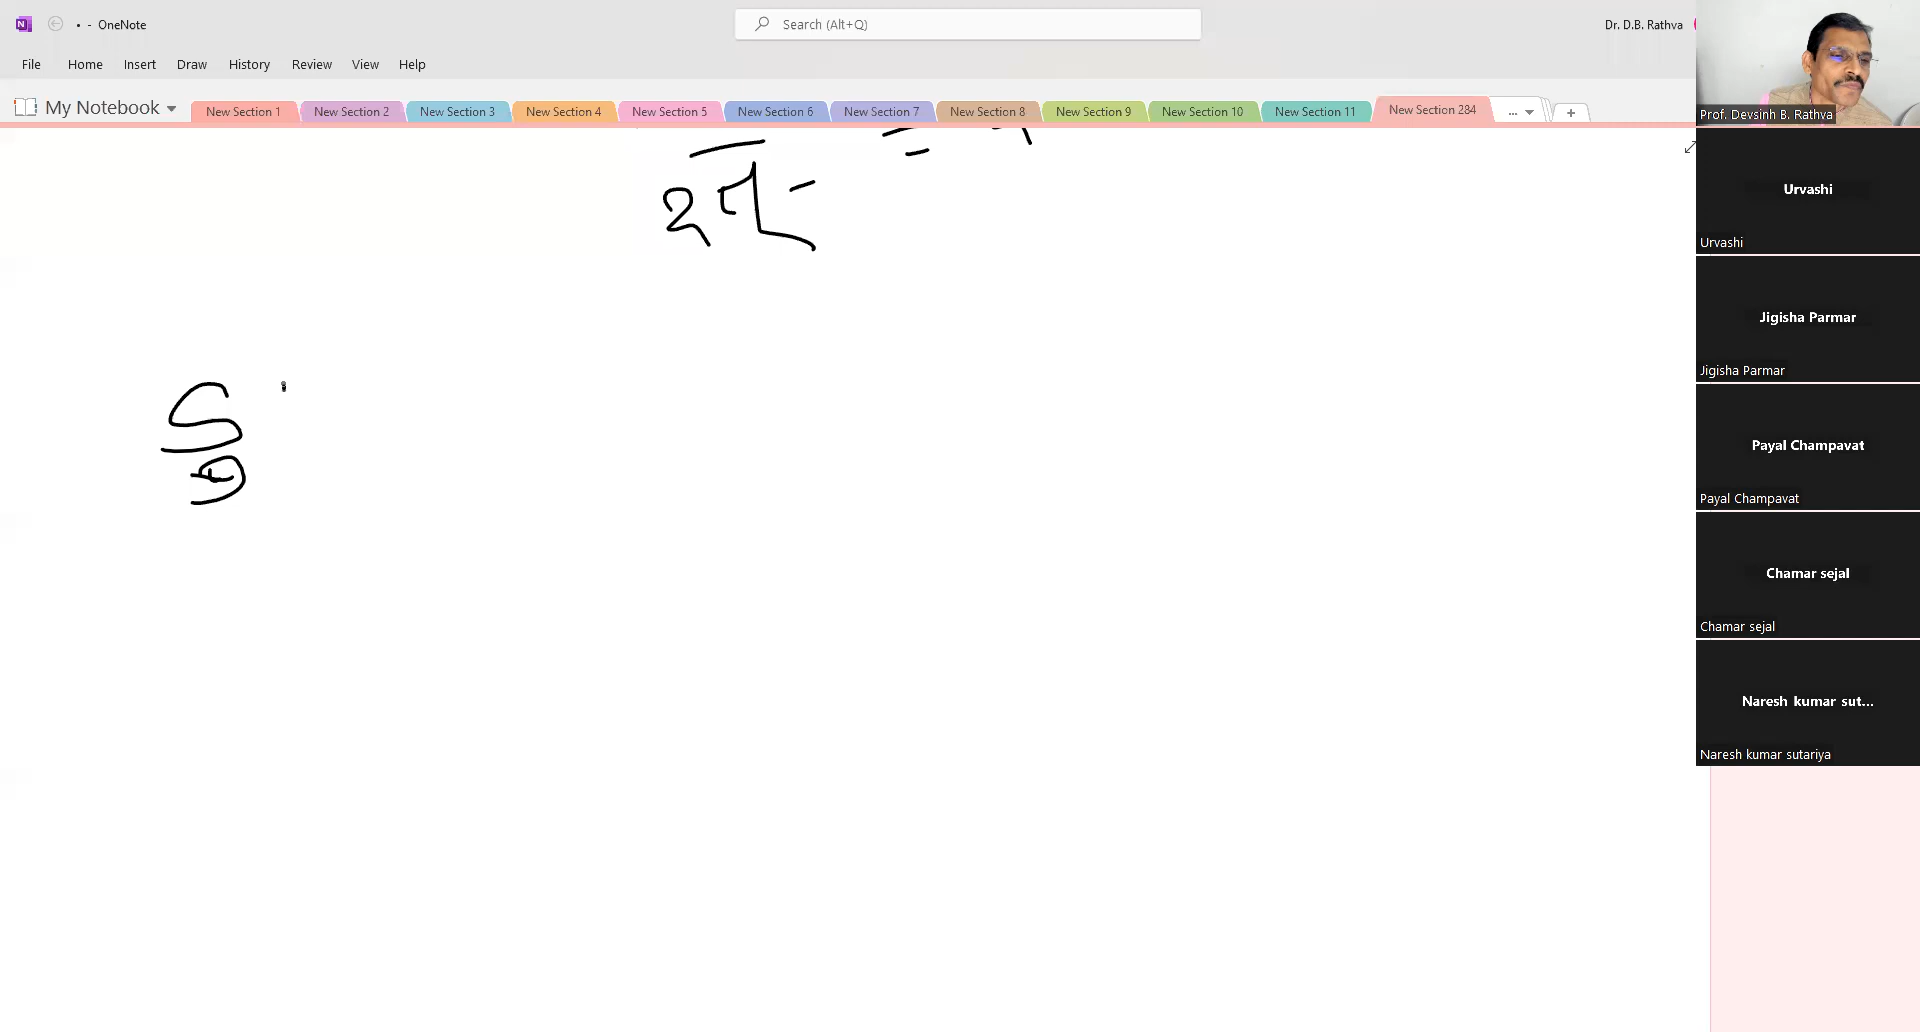 • - OneNote
Search (Alt+Q)
Dr. D.B. Rathva
File Home Insert Draw History Review View Help
My Notebook
New Section 1 New Section 2 New Section 3 New Section 4 New Section 5 New Section 6 New Section 7 New Section 8 New Section 9 New Section 10 New Section 11 New Section 284 ... +
Prof. Devsinh B. Rathva
Urvashi
Urvashi
Jigisha Parmar
Jigisha Parmar
Payal Champavat
Payal Champavat
Chamar sejal
Chamar sejal
Naresh kumar sut...
Naresh kumar sutariya